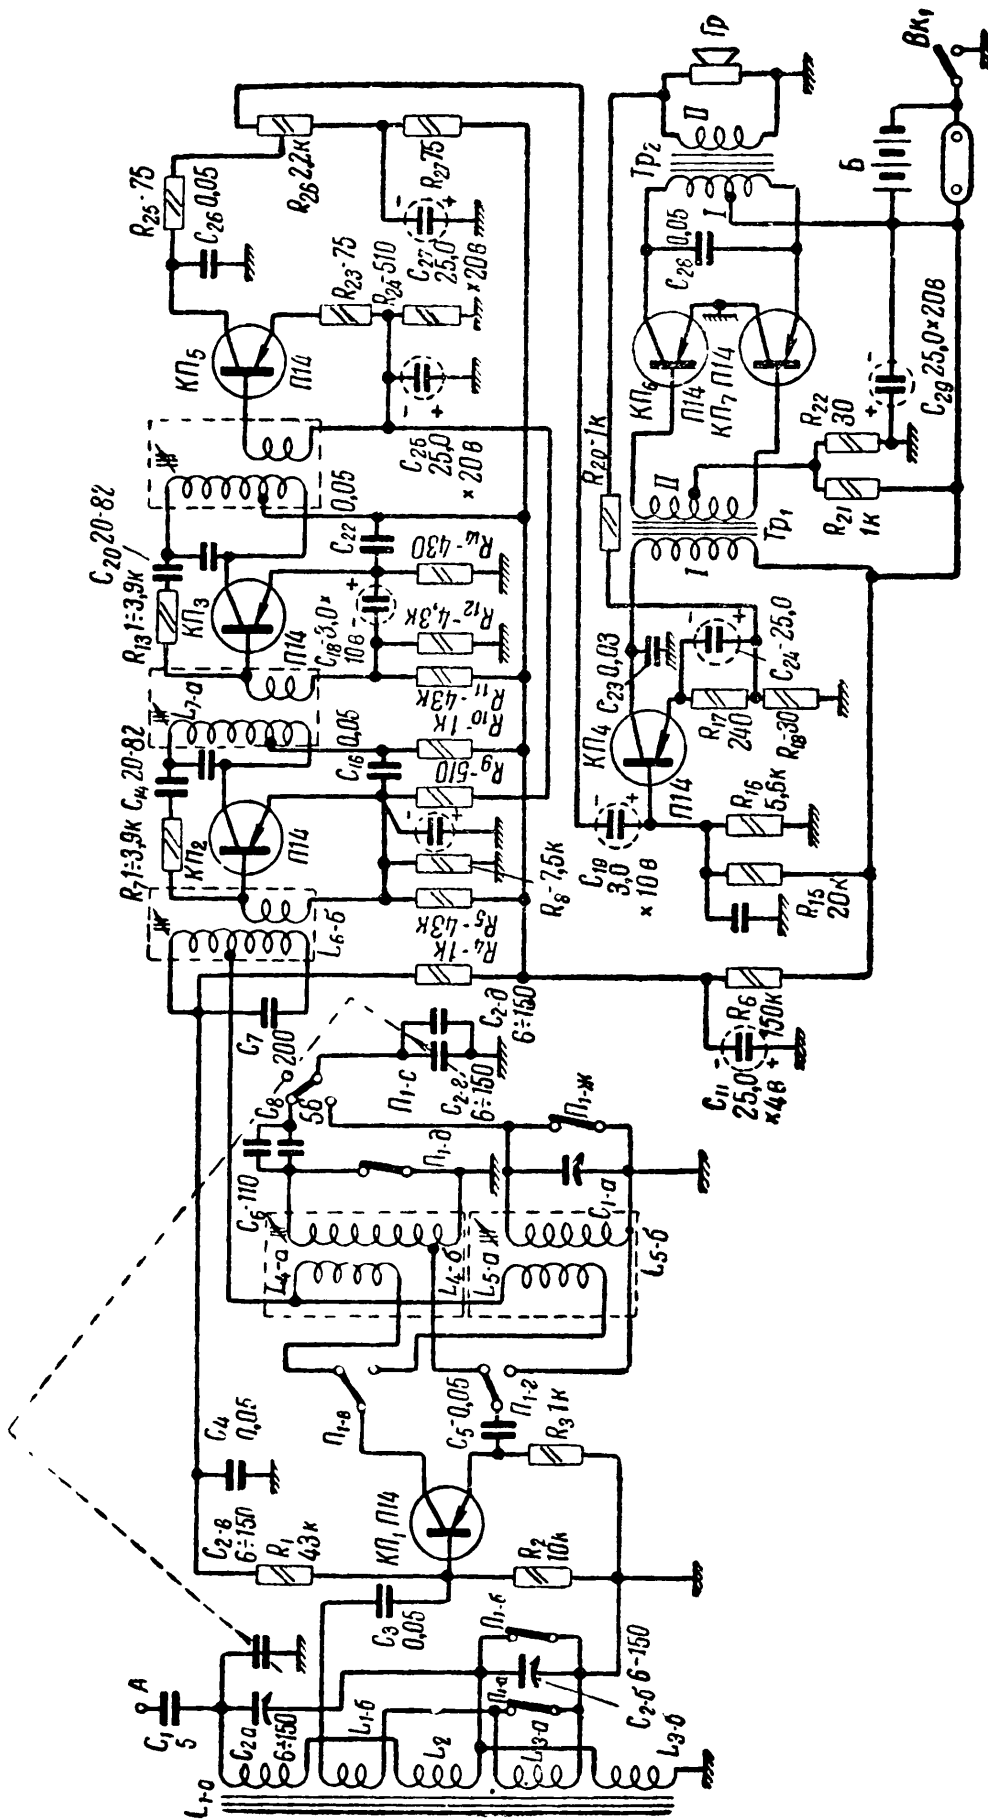 A
C₁
5
L₁-а
C₂а
6÷150
L₁-б
L₂
L₃-а
L₃-б
П₁-а
П₁-б
C₂-б 6-150
C₃
0,05
C₂-в
6÷150
R₁
43к
C₄
0,05
КП₁ П14
R₂
10к
R₃ 1к
C₅-0,05
П₁-в
П₁-г
L₄-а
L₄-б
L₅-а
L₅-б
C₆-110
C₈
56
П₁-д
П₁-с
П₁-ж
C₁-а
C₂-г
6÷150
C₂-д
6÷150
C₇
200
L₆-б
R₇ 1÷3,9к
C₁₄ 20-82
КП₂
П14
R₄-1к
R₅-43к
R₈-7,5к
R₉-510
R₁₀-1к
C₁₆ 0,05
L₇-а
R₁₃ 1÷3,9к
C₂₀ 20-82
КП₃
П14
C₁₈-3,0×
10в
R₁₁-43к
R₁₂-4,3к
R₁₄-430
C₂₂ 0,05
КП₅
П14
R₂₅-75
C₂₆ 0,05
R₂₃-75
R₂₄-510
C₂₅
25,0
×20в
R₂₆ 2,2к
C₂₇
25,0
×20в
R₂₇ 75
C₁₁
25,0
×4в
R₆
150к
C₁₉
3,0
×10в
R₁₅
20к
R₁₆
5,6к
КП₄
П14
C₂₃ 0,03
R₁₇
240
R₁₈ 30
C₂₄-25,0
R₂₀-1к
I
II
Тр₁
R₂₁
1к
R₂₂
30
КП₆
П14
КП₇ П14
C₂₈ 0,05
C₂₉ 25,0×20в
Тр₂
I
II
Гр
Б
Вк₁